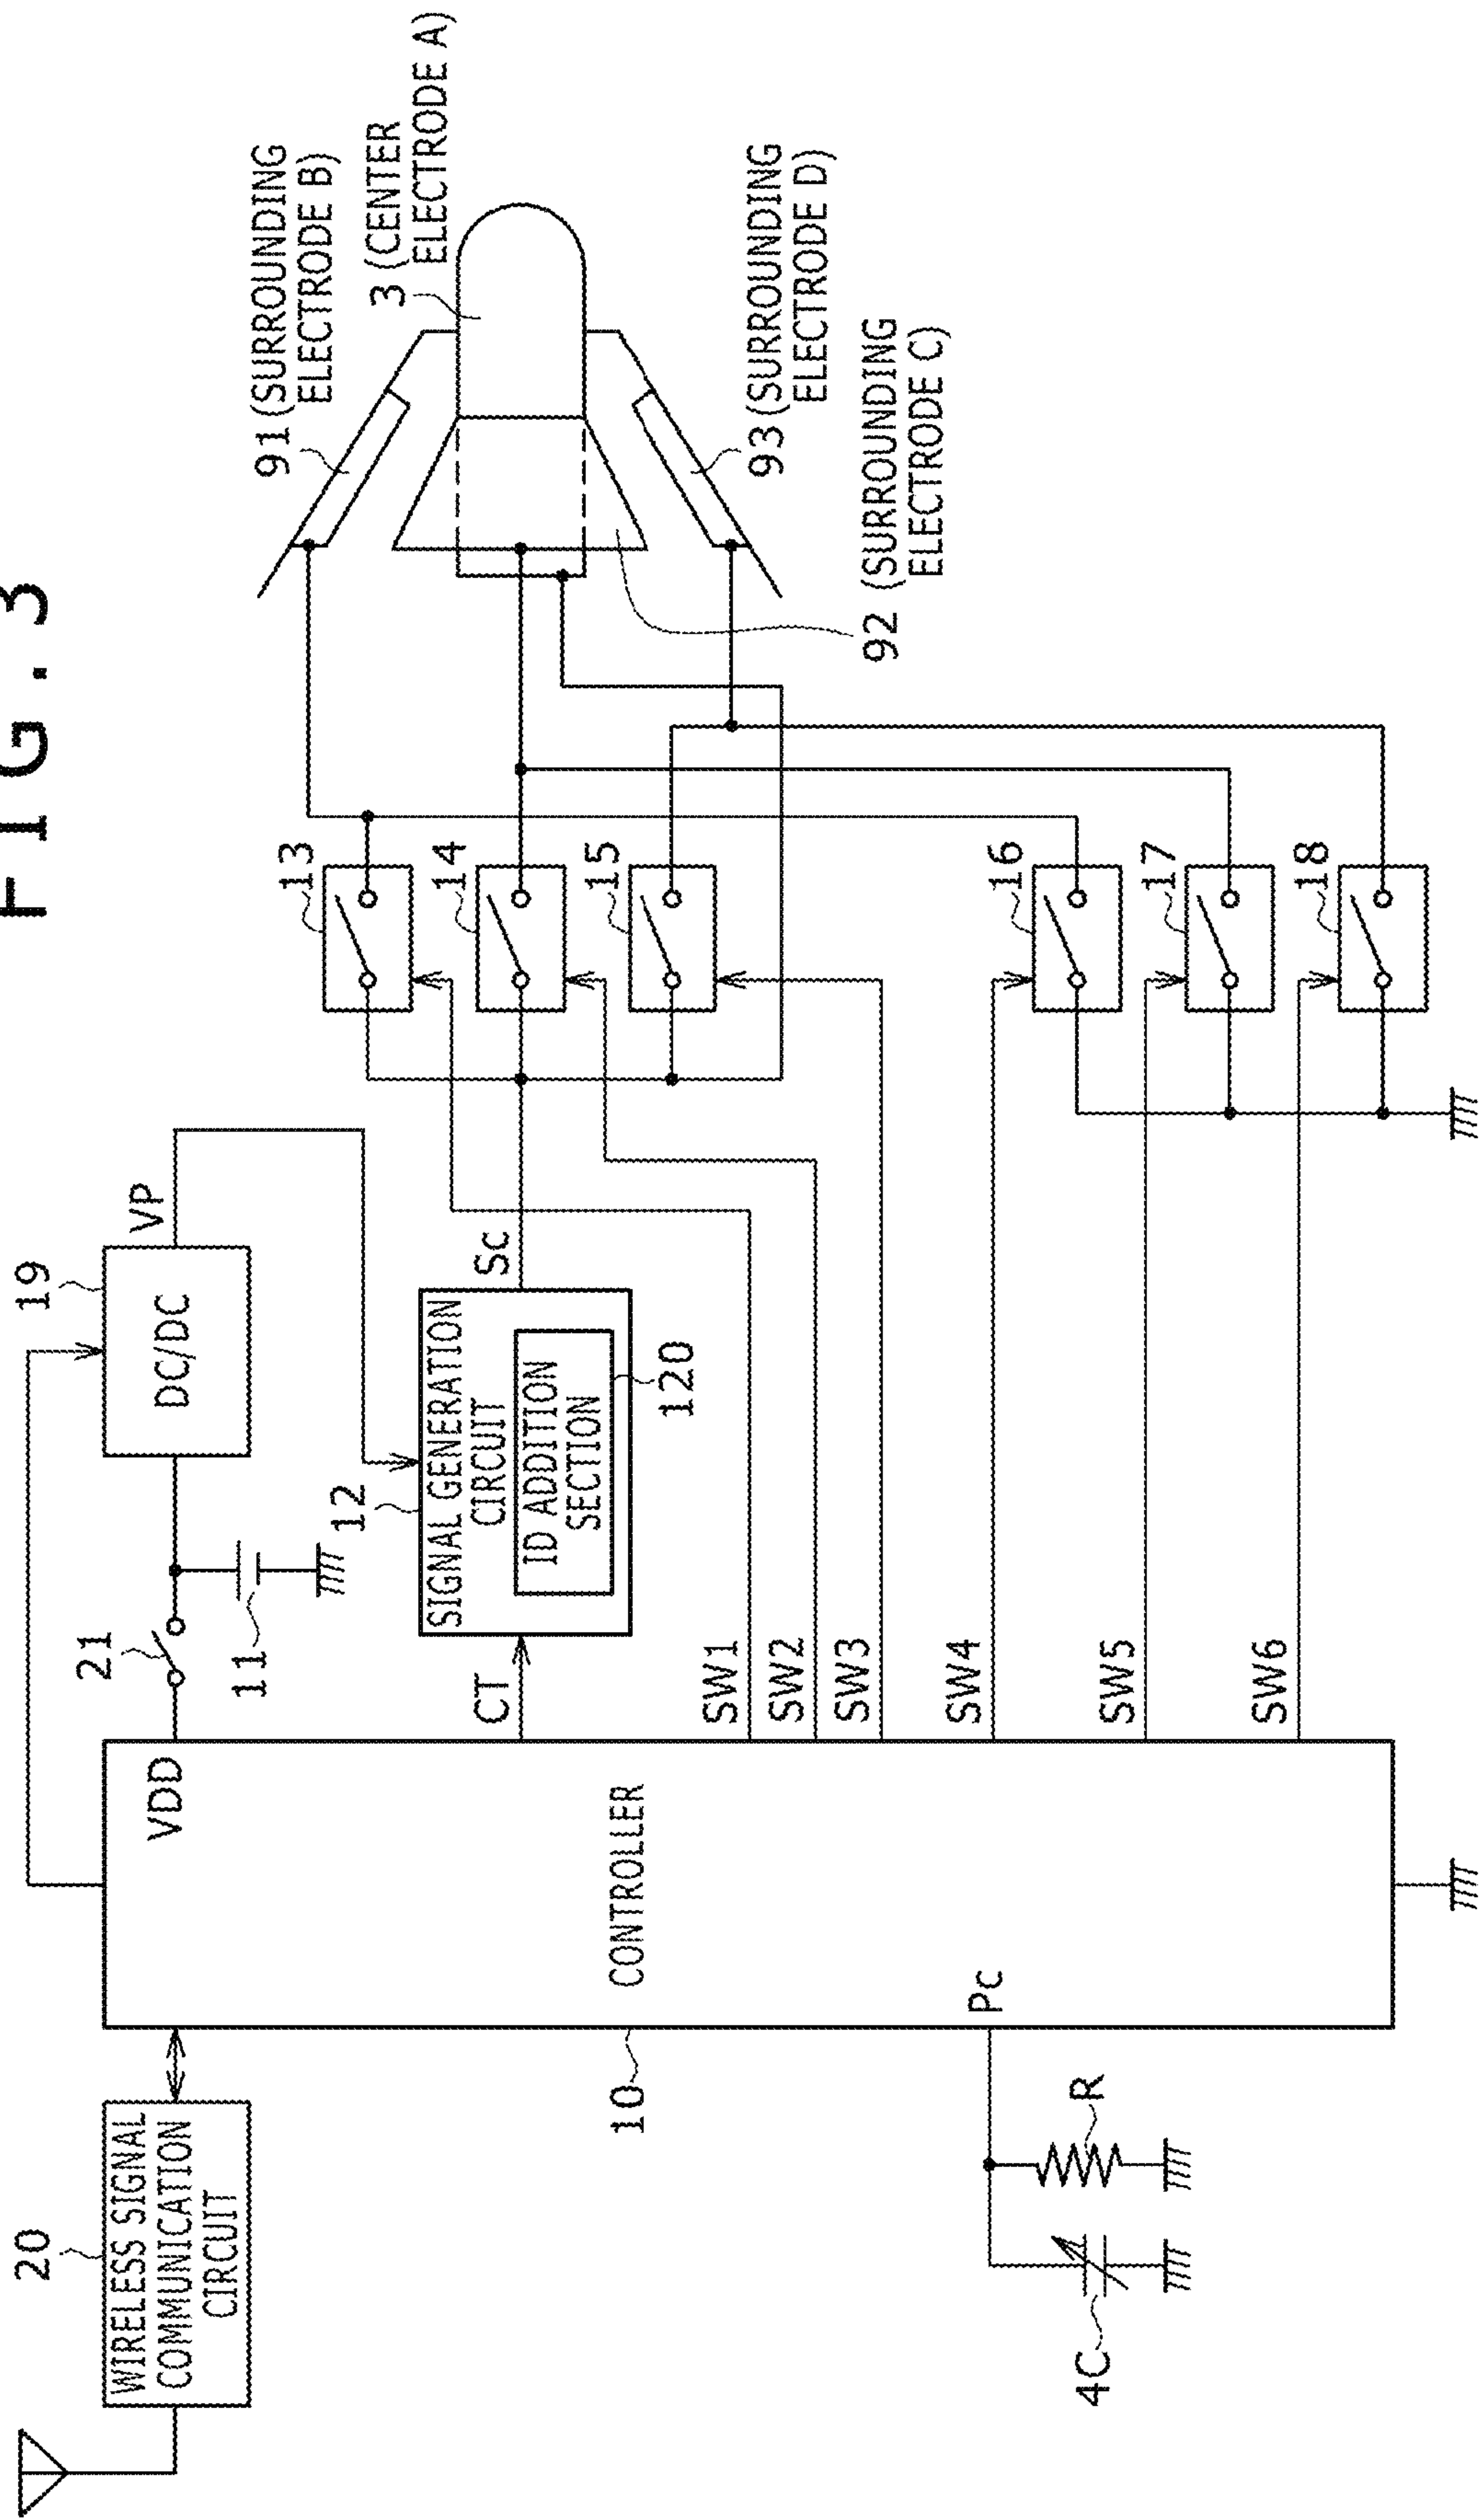 FIG.3
20
WIRELESS SIGNAL
COMMUNICATION
CIRCUIT
VDD
21
11
19
DC/DC
VP
10
CONTROLLER
Pc
CT
12
SIGNAL GENERATION
CIRCUIT
ID ADDITION
SECTION
120
Sc
SW1
SW2
SW3
SW4
SW5
SW6
13
14
15
16
17
18
91 (SURROUNDING
ELECTRODE B)
3 (CENTER
ELECTRODE A)
93 (SURROUNDING
ELECTRODE D)
92 (SURROUNDING
ELECTRODE C)
4C
R